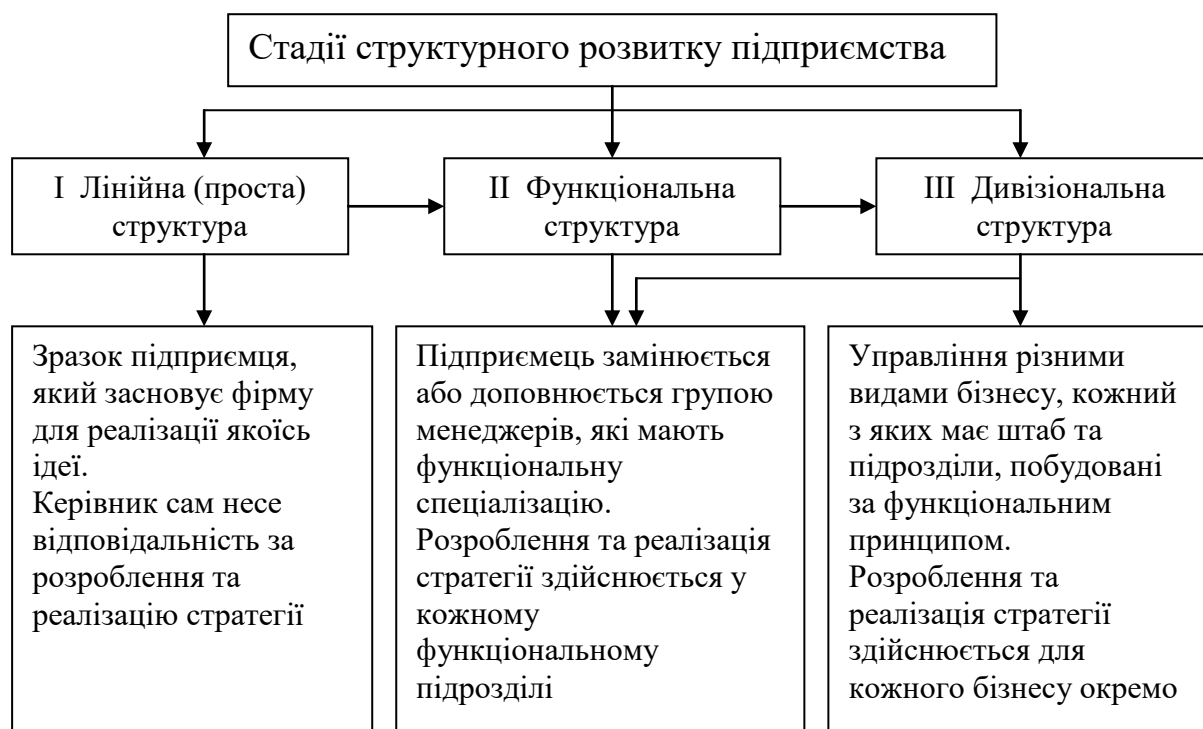 Стадії структурного розвитку підприємства
І Лінійна (проста)
структура
ІІ Функціональна
структура
ІІІ Дивізіональна
структура
Зразок підприємця,
який засновує фірму
для реалізації якоїсь
ідеї.
Керівник сам несе
відповідальність за
розроблення та
реалізацію стратегії
Підприємець замінюється
або доповнюється групою
менеджерів, які мають
функціональну
спеціалізацію.
Розроблення та реалізація
стратегії здійснюється у
кожному
функціональному
підрозділі
Управління різними
видами бізнесу, кожний
з яких має штаб та
підрозділи, побудовані
за функціональним
принципом.
Розроблення та
реалізація стратегії
здійснюється для
кожного бізнесу окремо